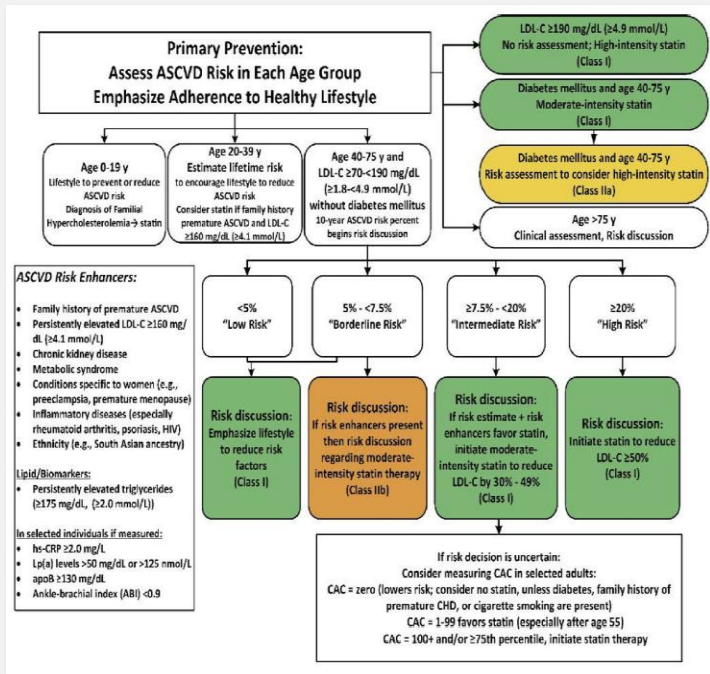 Primary Prevention:
Assess ASCVD Risk in Each Age Group
Emphasize Adherence to Healthy Lifestyle
LDL-C ≥190 mg/dL (≥4.9 mmol/L)
No risk assessment; High-intensity statin
(Class I)
Diabetes mellitus and age 40-75 y
Moderate-intensity statin
(Class I)
Diabetes mellitus and age 40-75 y
Risk assessment to consider high-intensity statin
(Class IIa)
Age >75 y
Clinical assessment, Risk discussion
Age 0-19 y
Lifestyle to prevent or reduce
ASCVD risk
Diagnosis of Familial
Hypercholesterolemia→ statin
Age 20-39 y
Estimate lifetime risk
to encourage lifestyle to reduce
ASCVD risk
Consider statin if family history
premature ASCVD and LDL-C
≥160 mg/dL (≥4.1 mmol/L)
Age 40-75 y and
LDL-C ≥70-<190 mg/dL
(≥1.8-<4.9 mmol/L)
without diabetes mellitus
10-year ASCVD risk percent
begins risk discussion
ASCVD Risk Enhancers:
• Family history of premature ASCVD
• Persistently elevated LDL-C ≥160 mg/
dL (≥4.1 mmol/L)
• Chronic kidney disease
• Metabolic syndrome
• Conditions specific to women (e.g.,
preeclampsia, premature menopause)
• Inflammatory diseases (especially
rheumatoid arthritis, psoriasis, HIV)
• Ethnicity (e.g., South Asian ancestry)
Lipid/Biomarkers:
• Persistently elevated triglycerides
(≥175 mg/dL, (≥2.0 mmol/L))
In selected individuals if measured:
• hs-CRP ≥2.0 mg/L
• Lp(a) levels >50 mg/dL or >125 nmol/L
• apoB ≥130 mg/dL
• Ankle-brachial index (ABI) <0.9
<5%
"Low Risk"
5% - <7.5%
"Borderline Risk"
≥7.5% - <20%
"Intermediate Risk"
≥20%
"High Risk"
Risk discussion:
Emphasize lifestyle
to reduce risk
factors
(Class I)
Risk discussion:
If risk enhancers present
then risk discussion
regarding moderate-
intensity statin therapy
(Class IIb)
Risk discussion:
If risk estimate + risk
enhancers favor statin,
initiate moderate-
intensity statin to reduce
LDL-C by 30% - 49%
(Class I)
Risk discussion:
Initiate statin to reduce
LDL-C ≥50%
(Class I)
If risk decision is uncertain:
Consider measuring CAC in selected adults:
CAC = zero (lowers risk; consider no statin, unless diabetes, family history of
premature CHD, or cigarette smoking are present)
CAC = 1-99 favors statin (especially after age 55)
CAC = 100+ and/or ≥75th percentile, initiate statin therapy